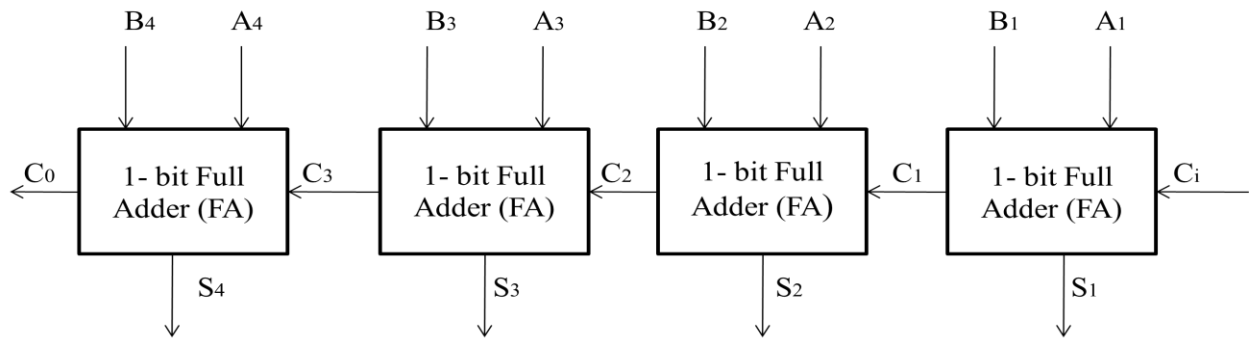 B4 A4 B3 A3 B2 A2 B1 A1
C0 1- bit Full C3 1- bit Full C2 1- bit Full C1 1- bit Full Ci
Adder (FA) Adder (FA) Adder (FA) Adder (FA)
S4 S3 S2 S1